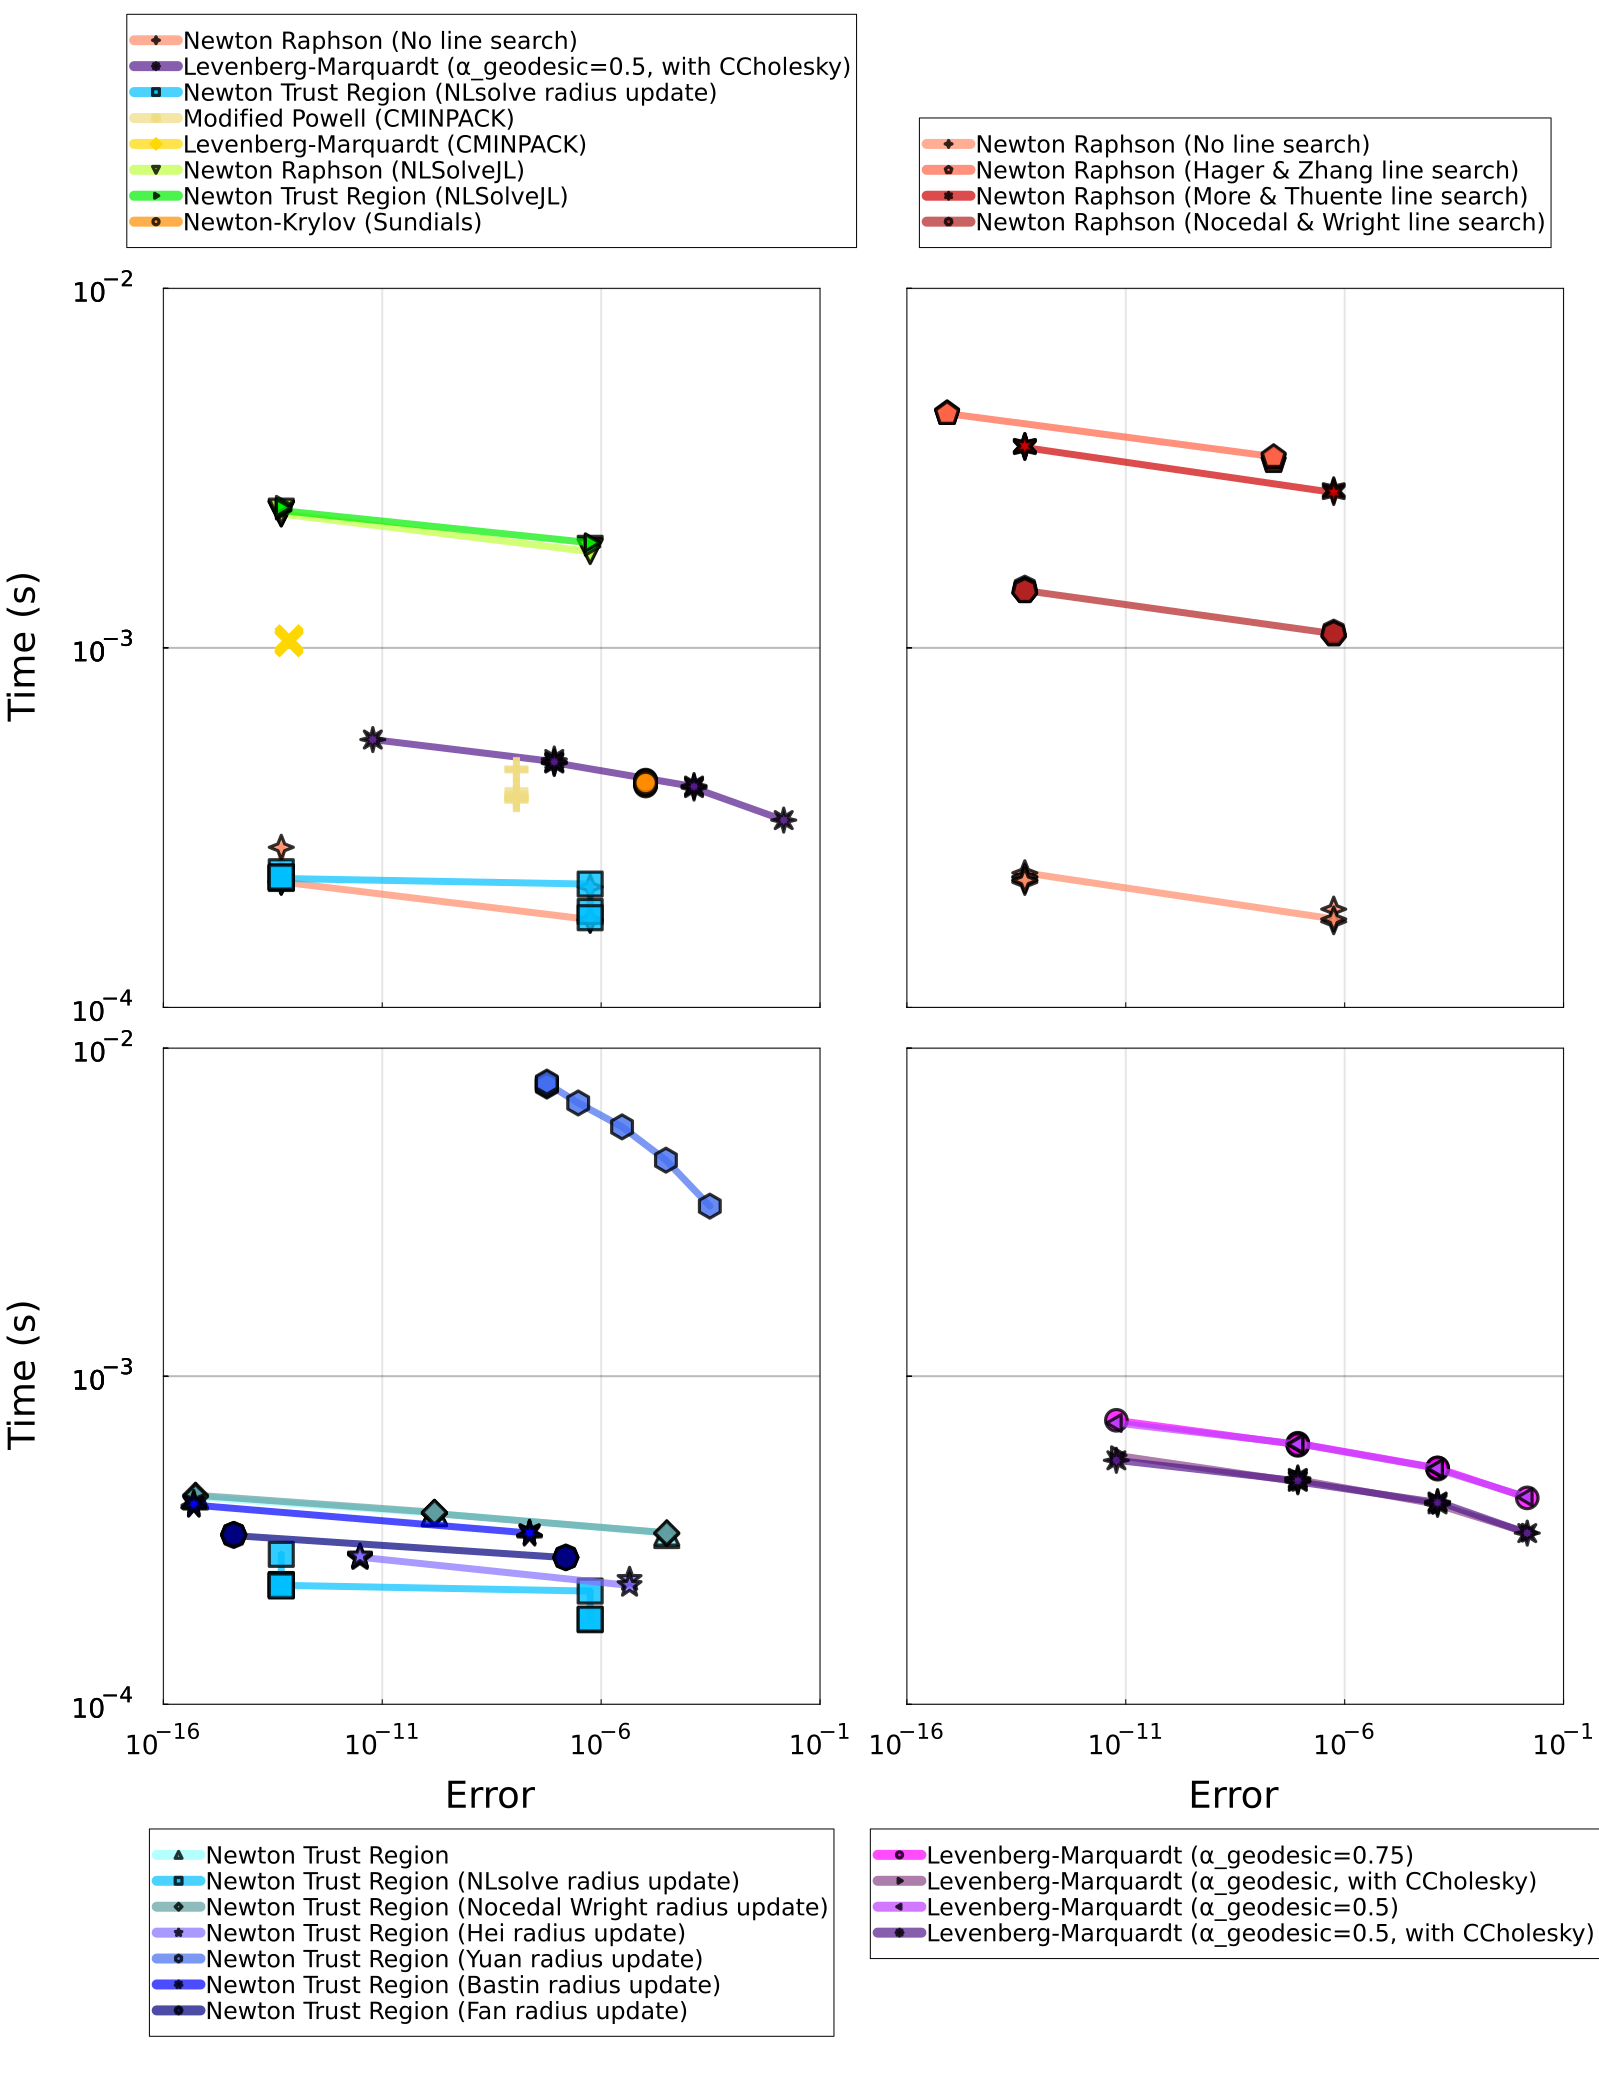 Newton Raphson (No line search)
Levenberg-Marquardt (α_geodesic=0.5, with CCholesky)
Newton Trust Region (NLsolve radius update)
Modified Powell (CMINPACK)
Levenberg-Marquardt (CMINPACK)
Newton Raphson (NLSolveJL)
Newton Trust Region (NLSolveJL)
Newton-Krylov (Sundials)
Newton Raphson (No line search)
Newton Raphson (Hager & Zhang line search)
Newton Raphson (More & Thuente line search)
Newton Raphson (Nocedal & Wright line search)
10⁻²
10⁻³
10⁻⁴
Time (s)
10⁻²
10⁻³
10⁻⁴
Time (s)
10⁻¹⁶ 10⁻¹¹ 10⁻⁶ 10⁻¹
10⁻¹⁶ 10⁻¹¹ 10⁻⁶ 10⁻¹
Error
Error
Newton Trust Region
Newton Trust Region (NLsolve radius update)
Newton Trust Region (Nocedal Wright radius update)
Newton Trust Region (Hei radius update)
Newton Trust Region (Yuan radius update)
Newton Trust Region (Bastin radius update)
Newton Trust Region (Fan radius update)
Levenberg-Marquardt (α_geodesic=0.75)
Levenberg-Marquardt (α_geodesic, with CCholesky)
Levenberg-Marquardt (α_geodesic=0.5)
Levenberg-Marquardt (α_geodesic=0.5, with CCholesky)